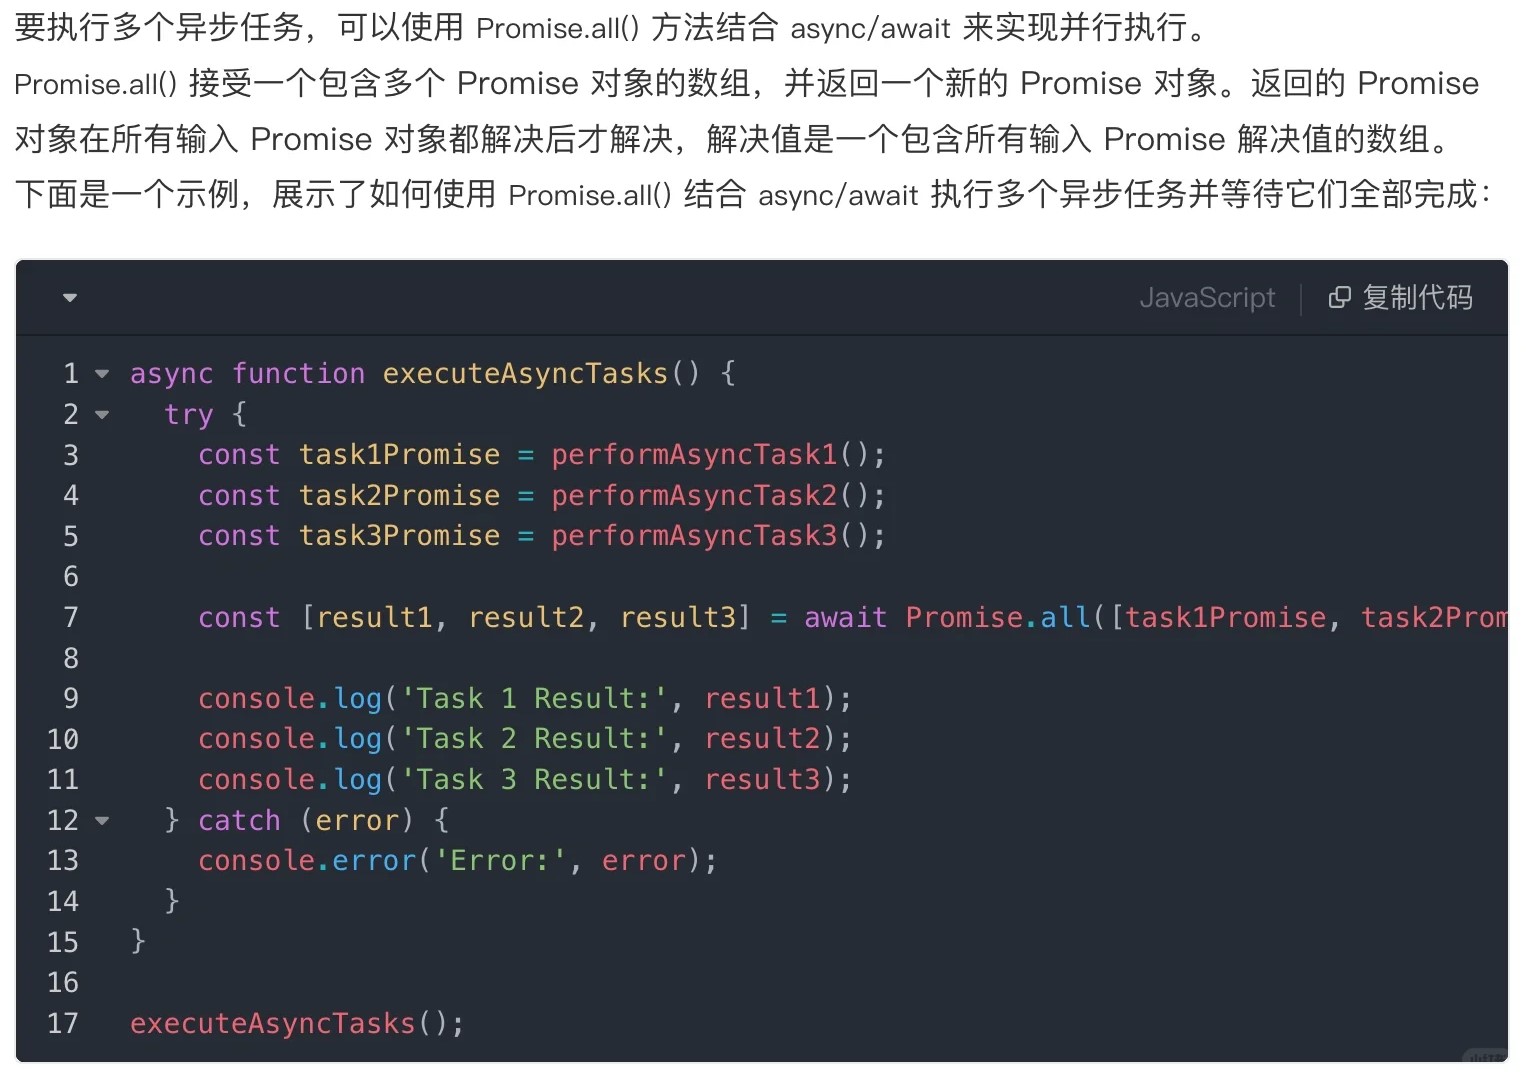 要执行多个异步任务，可以使用 Promise.all() 方法结合 async/await 来实现并行执行。
Promise.all() 接受一个包含多个 Promise 对象的数组，并返回一个新的 Promise 对象。返回的 Promise
对象在所有输入 Promise 对象都解决后才解决，解决值是一个包含所有输入 Promise 解决值的数组。
下面是一个示例，展示了如何使用 Promise.all() 结合 async/await 执行多个异步任务并等待它们全部完成：
JavaScript 复制代码
1 async function executeAsyncTasks() {
2   try {
3     const task1Promise = performAsyncTask1();
4     const task2Promise = performAsyncTask2();
5     const task3Promise = performAsyncTask3();
6
7     const [result1, result2, result3] = await Promise.all([task1Promise, task2Prom
8
9     console.log('Task 1 Result:', result1);
10     console.log('Task 2 Result:', result2);
11     console.log('Task 3 Result:', result3);
12   } catch (error) {
13     console.error('Error:', error);
14   }
15 }
16
17 executeAsyncTasks();